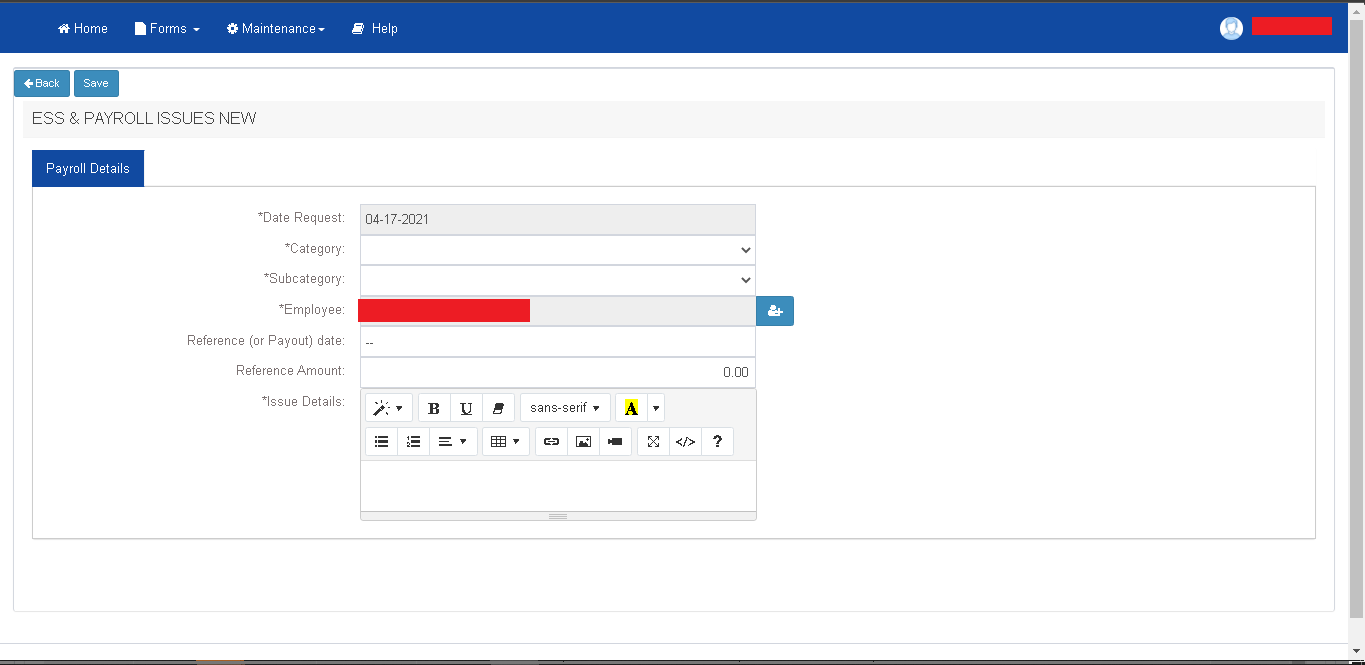 Home Forms Maintenance Help
Back Save
ESS & PAYROLL ISSUES NEW
Payroll Details
*Date Request: 04-17-2021
*Category:
*Subcategory:
*Employee:
Reference (or Payout) date: --
Reference Amount: 0.00
*Issue Details:
B U sans-serif A
</> ?